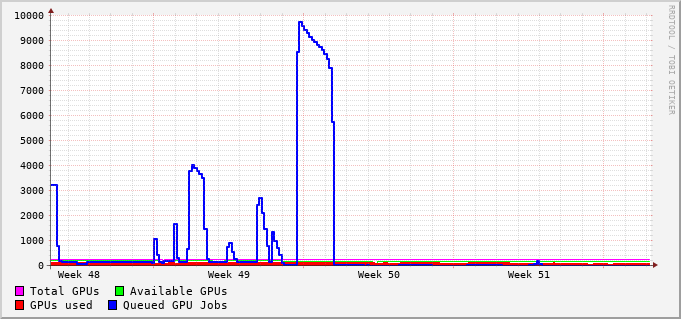 RRDTOOL / TOBI OETIKER
10000
9000
8000
7000
6000
5000
4000
3000
2000
1000
0
Week 48 Week 49 Week 50 Week 51
Total GPUs Available GPUs
GPUs used Queued GPU Jobs